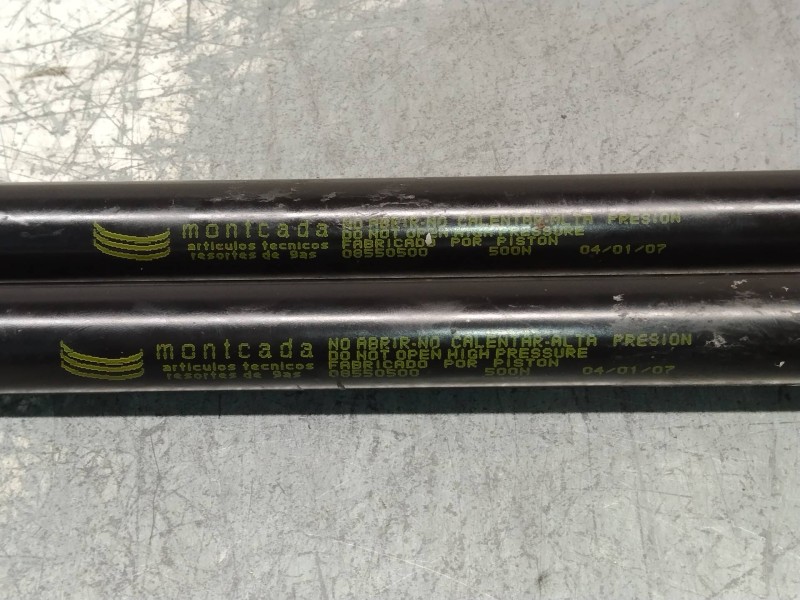 montcada
articulos tecnicos
resortes de gas
NO ABRIR-NO CALENTAR-ALTA PRESION
DO NOT OPEN HIGH PRESSURE
FABRICADO POR PISTON
08550500 500N 04/01/07
montcada
articulos tecnicos
resortes de gas
NO ABRIR-NO CALENTAR-ALTA PRESION
DO NOT OPEN HIGH PRESSURE
FABRICADO POR PISTON
08550500 500N 04/01/07